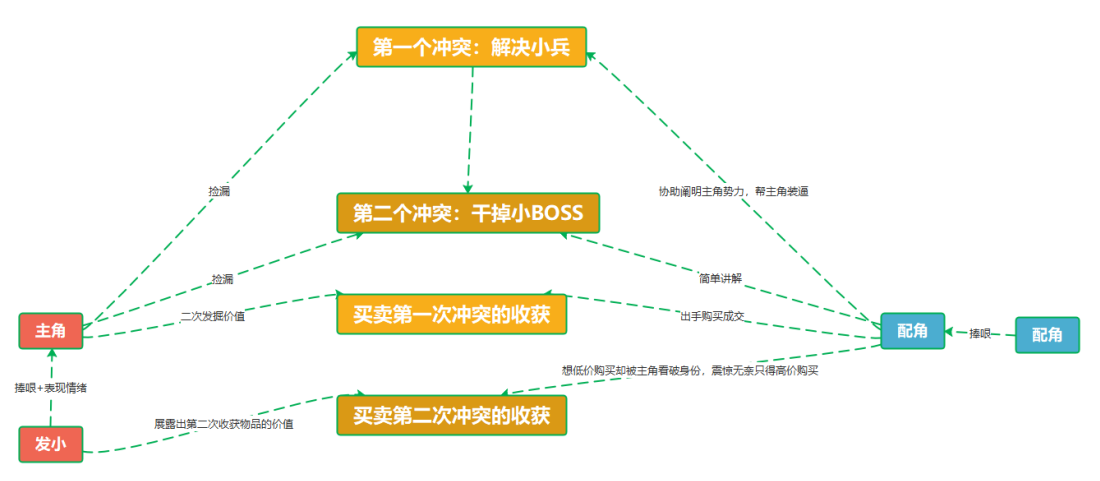 第一个冲突：解决小兵
捡漏
协助阐明主角势力，帮主角装逼
第二个冲突：干掉小BOSS
捡漏
简单讲解
买卖第一次冲突的收获
二次发掘价值
出手购买成交
主角
配角
捧哏
配角
想低价购买却被主角看破身份，震惊无奈只得高价购买
捧哏+表现情绪
买卖第二次冲突的收获
展露出第二次收获物品的价值
发小